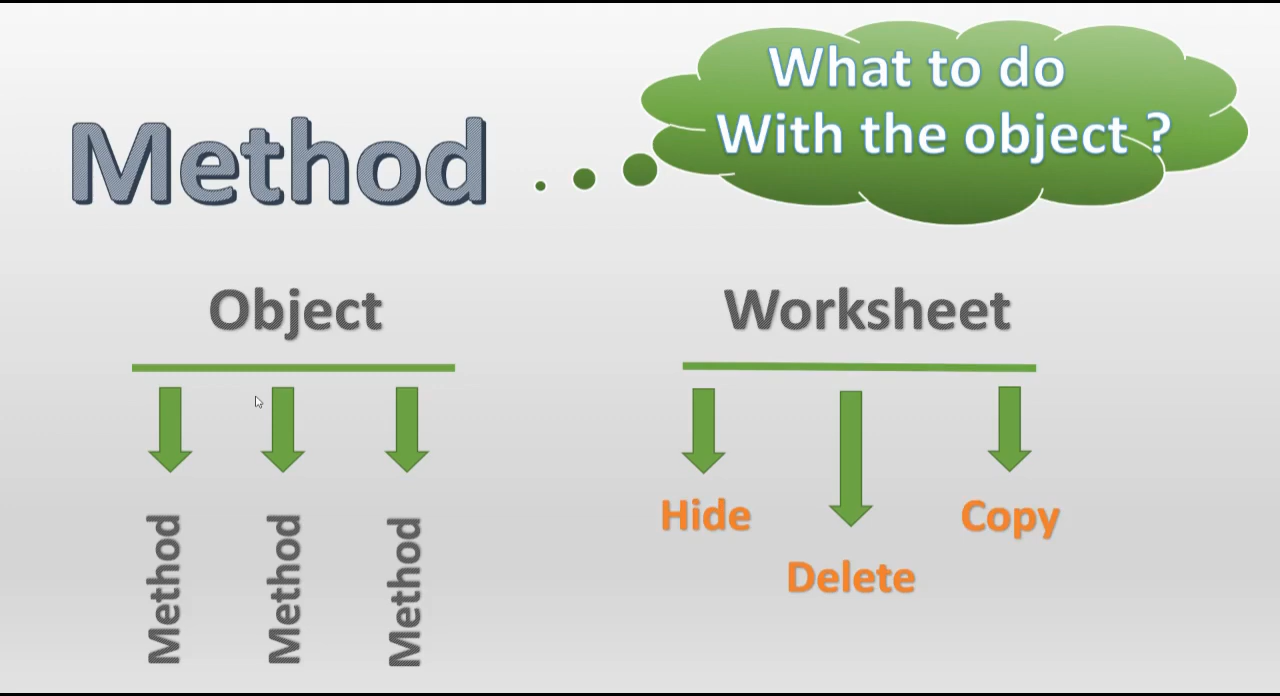 Method
What to do
With the object ?
Object
Method
Method
Method
Worksheet
Hide
Delete
Copy